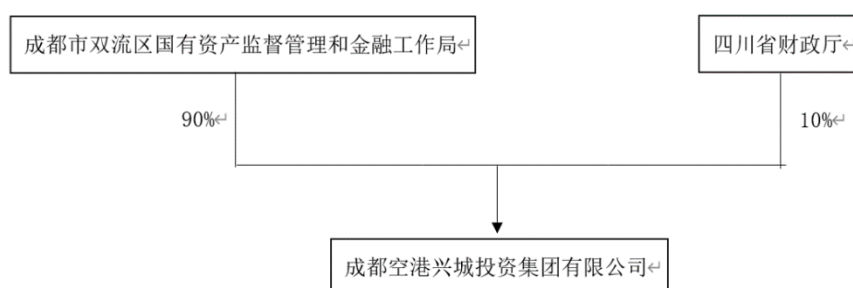 成都市双流区国有资产监督管理和金融工作局↵
四川省财政厅↵
90%↵
10%↵
成都空港兴城投资集团有限公司↵